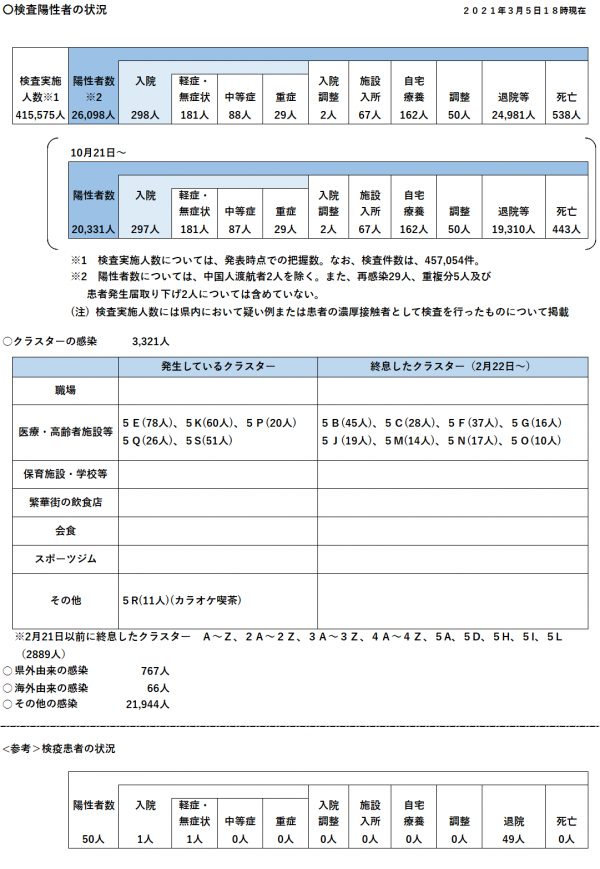 〇検査陽性者の状況
２０２１年３月５日１８時現在
検査実施人数※1 陽性者数※2 入院 軽症・無症状 中等症 重症 入院調整 施設入所 自宅療養 調整 退院等 死亡
415,575人 26,098人 298人 181人 88人 29人 2人 67人 162人 50人 24,981人 538人
10月21日～
陽性者数 入院 軽症・無症状 中等症 重症 入院調整 施設入所 自宅療養 調整 退院等 死亡
20,331人 297人 181人 87人 29人 2人 67人 162人 50人 19,310人 443人
※1　検査実施人数については、発表時点での把握数。なお、検査件数は、457,054件。
※2　陽性者数については、中国人渡航者2人を除く。また、再感染29人、重複分5人及び
患者発生届取り下げ2人については含めていない。
(注) 検査実施人数には県内において疑い例または患者の濃厚接触者として検査を行ったものについて掲載
〇クラスターの感染 3,321人
発生しているクラスター 終息したクラスター（2月22日～）
職場
医療・高齢者施設等
５Ｅ(78人)、５Ｋ(60人)、５Ｐ(20人)
５Ｑ(26人)、５Ｓ(51人)
５Ｂ(45人)、５Ｃ(28人)、５Ｆ(37人)、５Ｇ(16人)
５Ｊ(19人)、５Ｍ(14人)、５Ｎ(17人)、５Ｏ(10人)
保育施設・学校等
繁華街の飲食店
会食
スポーツジム
その他 ５Ｒ(11人)(カラオケ喫茶)
※2月21日以前に終息したクラスター　Ａ～Ｚ、２Ａ～２Ｚ、３Ａ～３Ｚ、４Ａ～４Ｚ、５Ａ、５Ｄ、５Ｈ、５Ｉ、５Ｌ
（2889人）
〇県外由来の感染 767人
〇海外由来の感染 66人
〇その他の感染 21,944人
<参考＞検疫患者の状況
陽性者数 入院 軽症・無症状 中等症 重症 入院調整 施設入所 自宅療養 調整 退院 死亡
50人 1人 1人 0人 0人 0人 0人 0人 0人 49人 0人